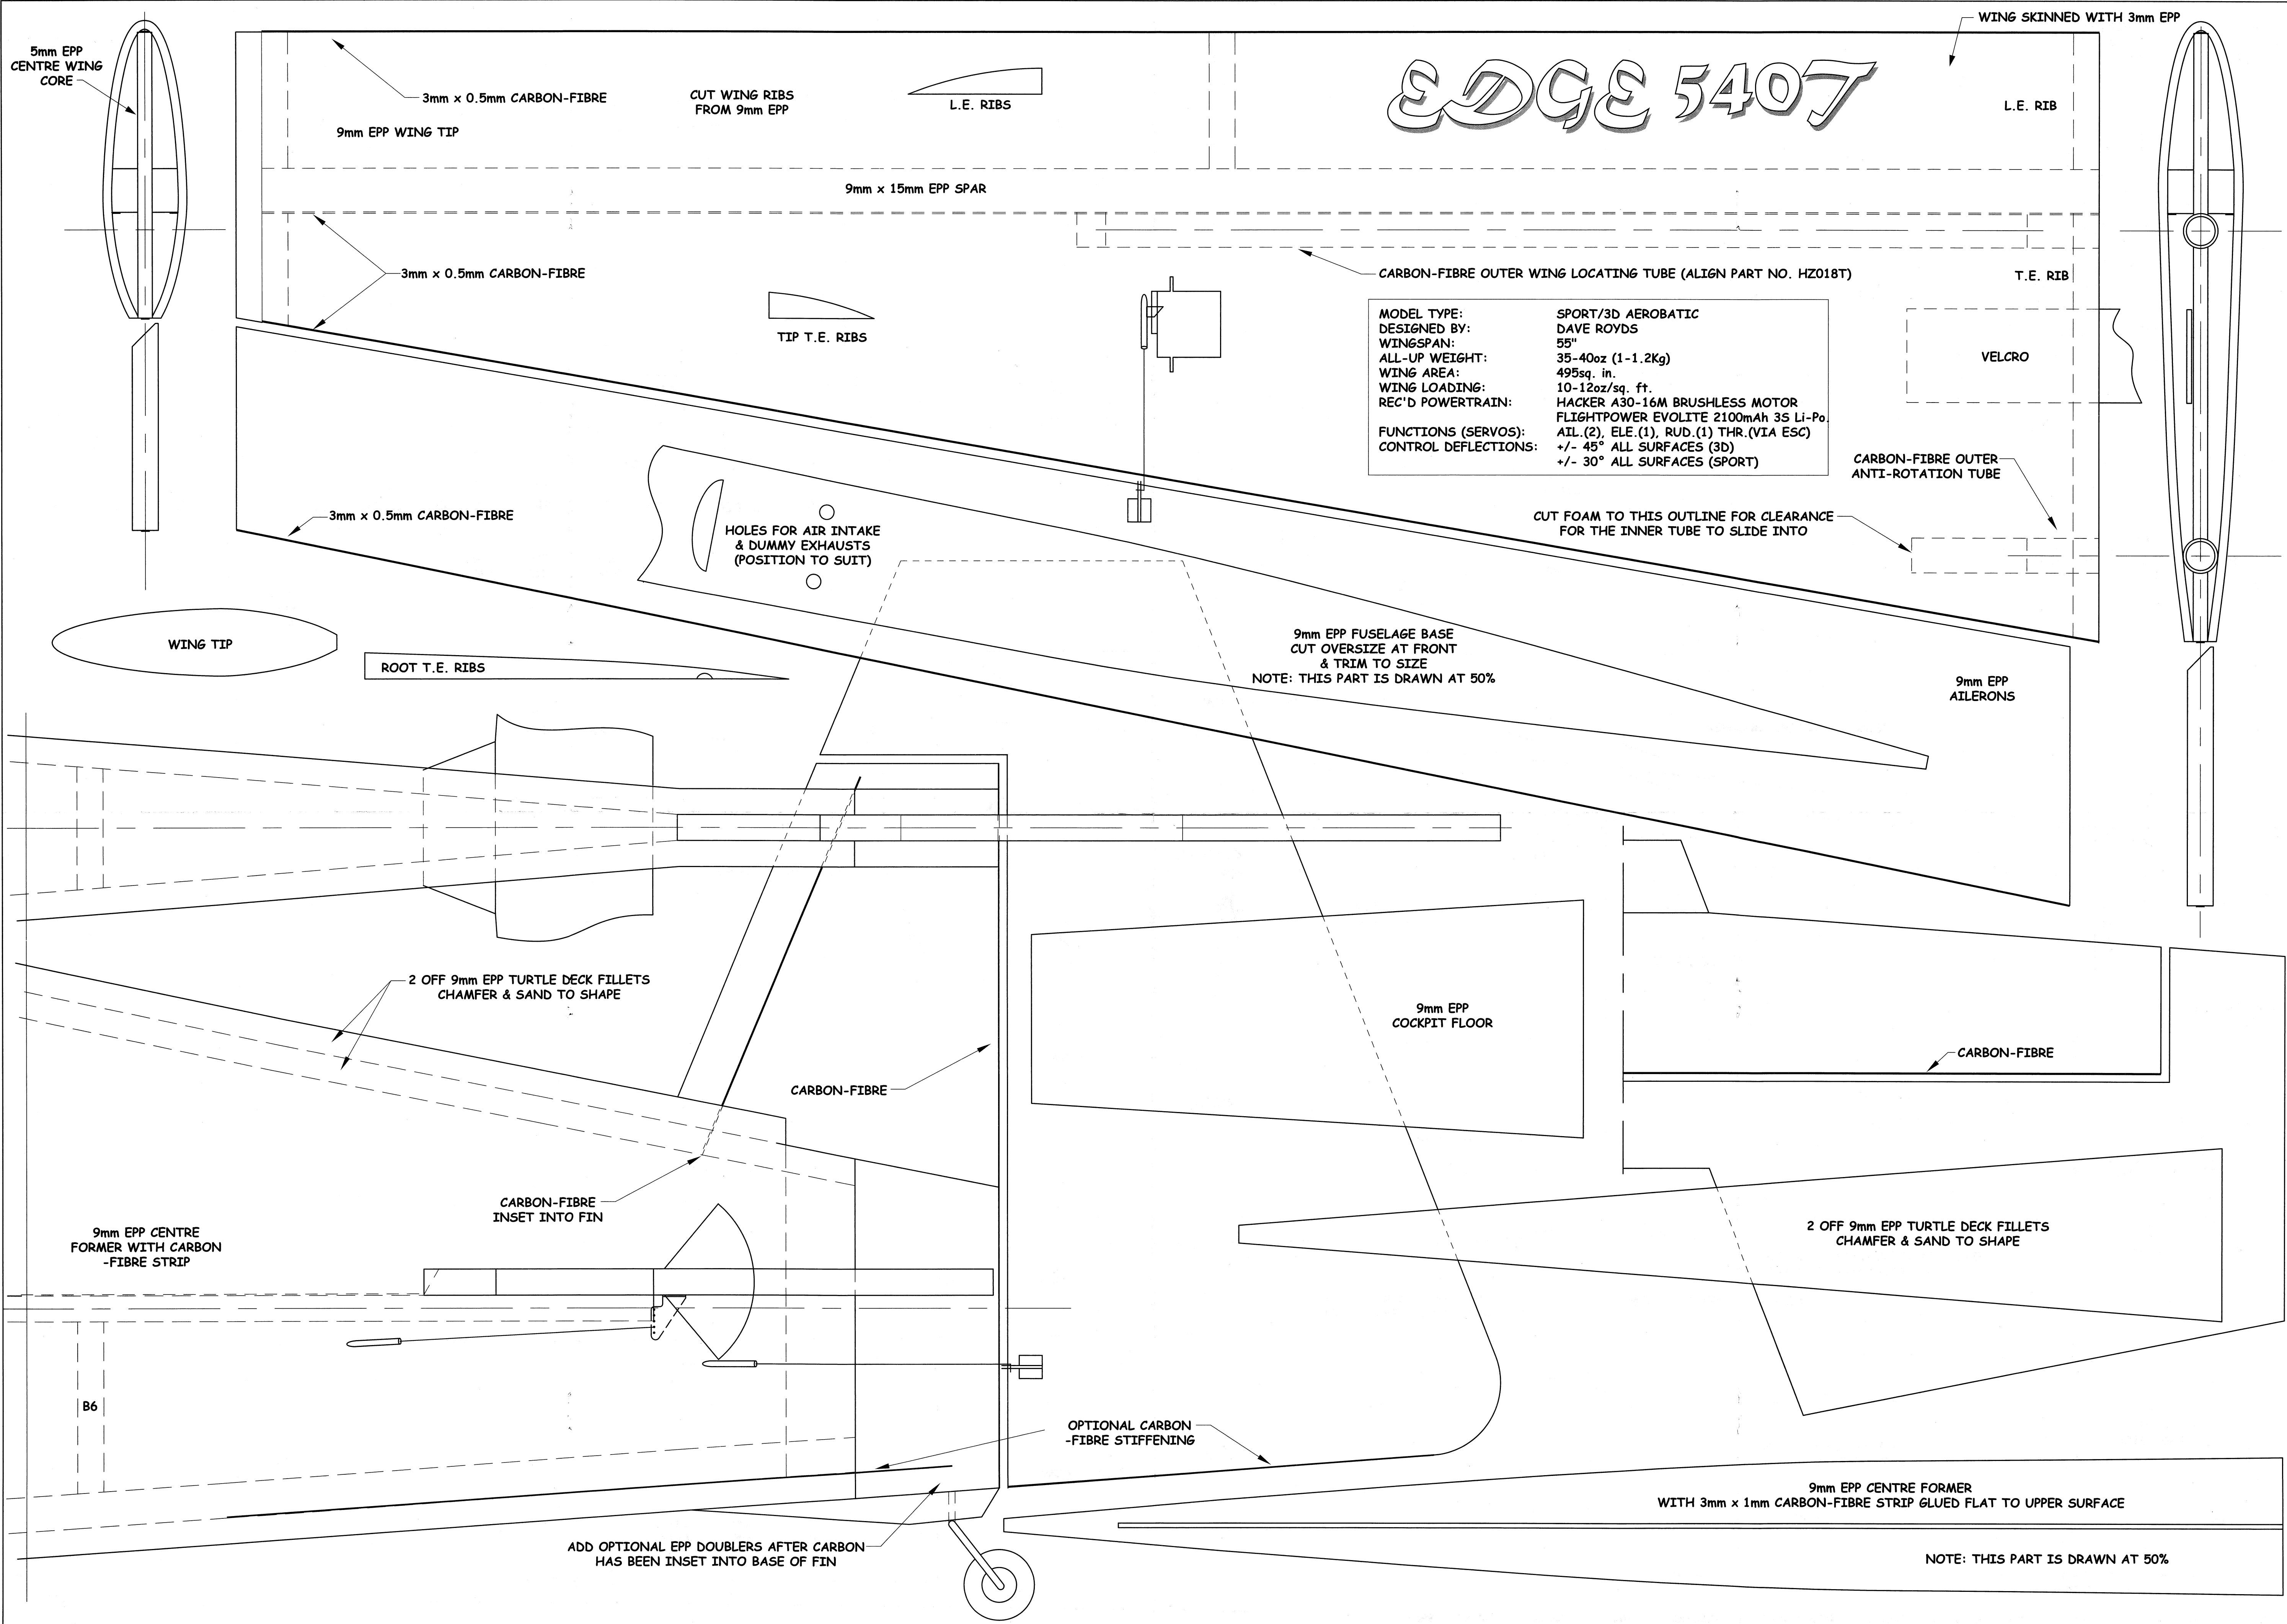 WING SKINNED WITH 3mm EPP
5mm EPP
CENTRE WING
CORE
3mm x 0.5mm CARBON-FIBRE
CUT WING RIBS
FROM 9mm EPP
L.E. RIBS
EDGE 540T
L.E. RIB
9mm EPP WING TIP
9mm x 15mm EPP SPAR
3mm x 0.5mm CARBON-FIBRE
CARBON-FIBRE OUTER WING LOCATING TUBE (ALIGN PART NO. HZ018T)
T.E. RIB
TIP T.E. RIBS
MODEL TYPE: SPORT/3D AEROBATIC
DESIGNED BY: DAVE ROYDS
WINGSPAN: 55"
ALL-UP WEIGHT: 35-40oz (1-1.2Kg)
WING AREA: 495sq. in.
WING LOADING: 10-12oz/sq. ft.
REC'D POWERTRAIN: HACKER A30-16M BRUSHLESS MOTOR
FLIGHTPOWER EVOLITE 2100mAh 3S Li-Po.
FUNCTIONS (SERVOS): AIL.(2), ELE.(1), RUD.(1) THR.(VIA ESC)
CONTROL DEFLECTIONS: +/- 45° ALL SURFACES (3D)
+/- 30° ALL SURFACES (SPORT)
VELCRO
CARBON-FIBRE OUTER
ANTI-ROTATION TUBE
3mm x 0.5mm CARBON-FIBRE
HOLES FOR AIR INTAKE
& DUMMY EXHAUSTS
(POSITION TO SUIT)
CUT FOAM TO THIS OUTLINE FOR CLEARANCE
FOR THE INNER TUBE TO SLIDE INTO
WING TIP
ROOT T.E. RIBS
9mm EPP FUSELAGE BASE
CUT OVERSIZE AT FRONT
& TRIM TO SIZE
NOTE: THIS PART IS DRAWN AT 50%
9mm EPP
AILERONS
2 OFF 9mm EPP TURTLE DECK FILLETS
CHAMFER & SAND TO SHAPE
9mm EPP
COCKPIT FLOOR
CARBON-FIBRE
CARBON-FIBRE
CARBON-FIBRE
INSET INTO FIN
9mm EPP CENTRE
FORMER WITH CARBON
-FIBRE STRIP
2 OFF 9mm EPP TURTLE DECK FILLETS
CHAMFER & SAND TO SHAPE
B6
OPTIONAL CARBON
-FIBRE STIFFENING
9mm EPP CENTRE FORMER
WITH 3mm x 1mm CARBON-FIBRE STRIP GLUED FLAT TO UPPER SURFACE
ADD OPTIONAL EPP DOUBLERS AFTER CARBON
HAS BEEN INSET INTO BASE OF FIN
NOTE: THIS PART IS DRAWN AT 50%